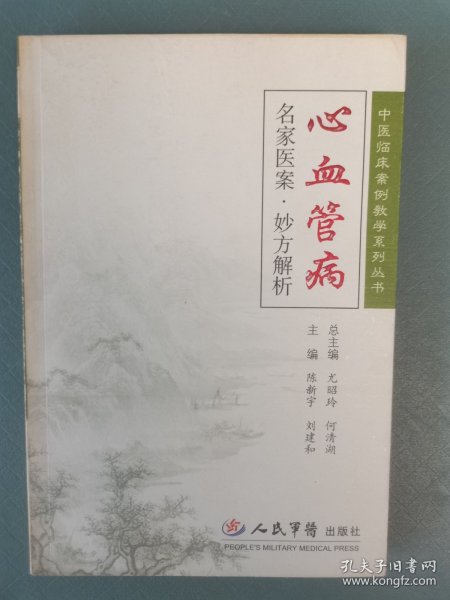 中医临床案例教学系列丛书
心血管病
名家医案·妙方解析
总主编 尤昭玲 何清湖
主编 陈新宇 刘建和
人民军医出版社
PEOPLE'S MILITARY MEDICAL PRESS
孔夫子旧书网
www.kongfz.com